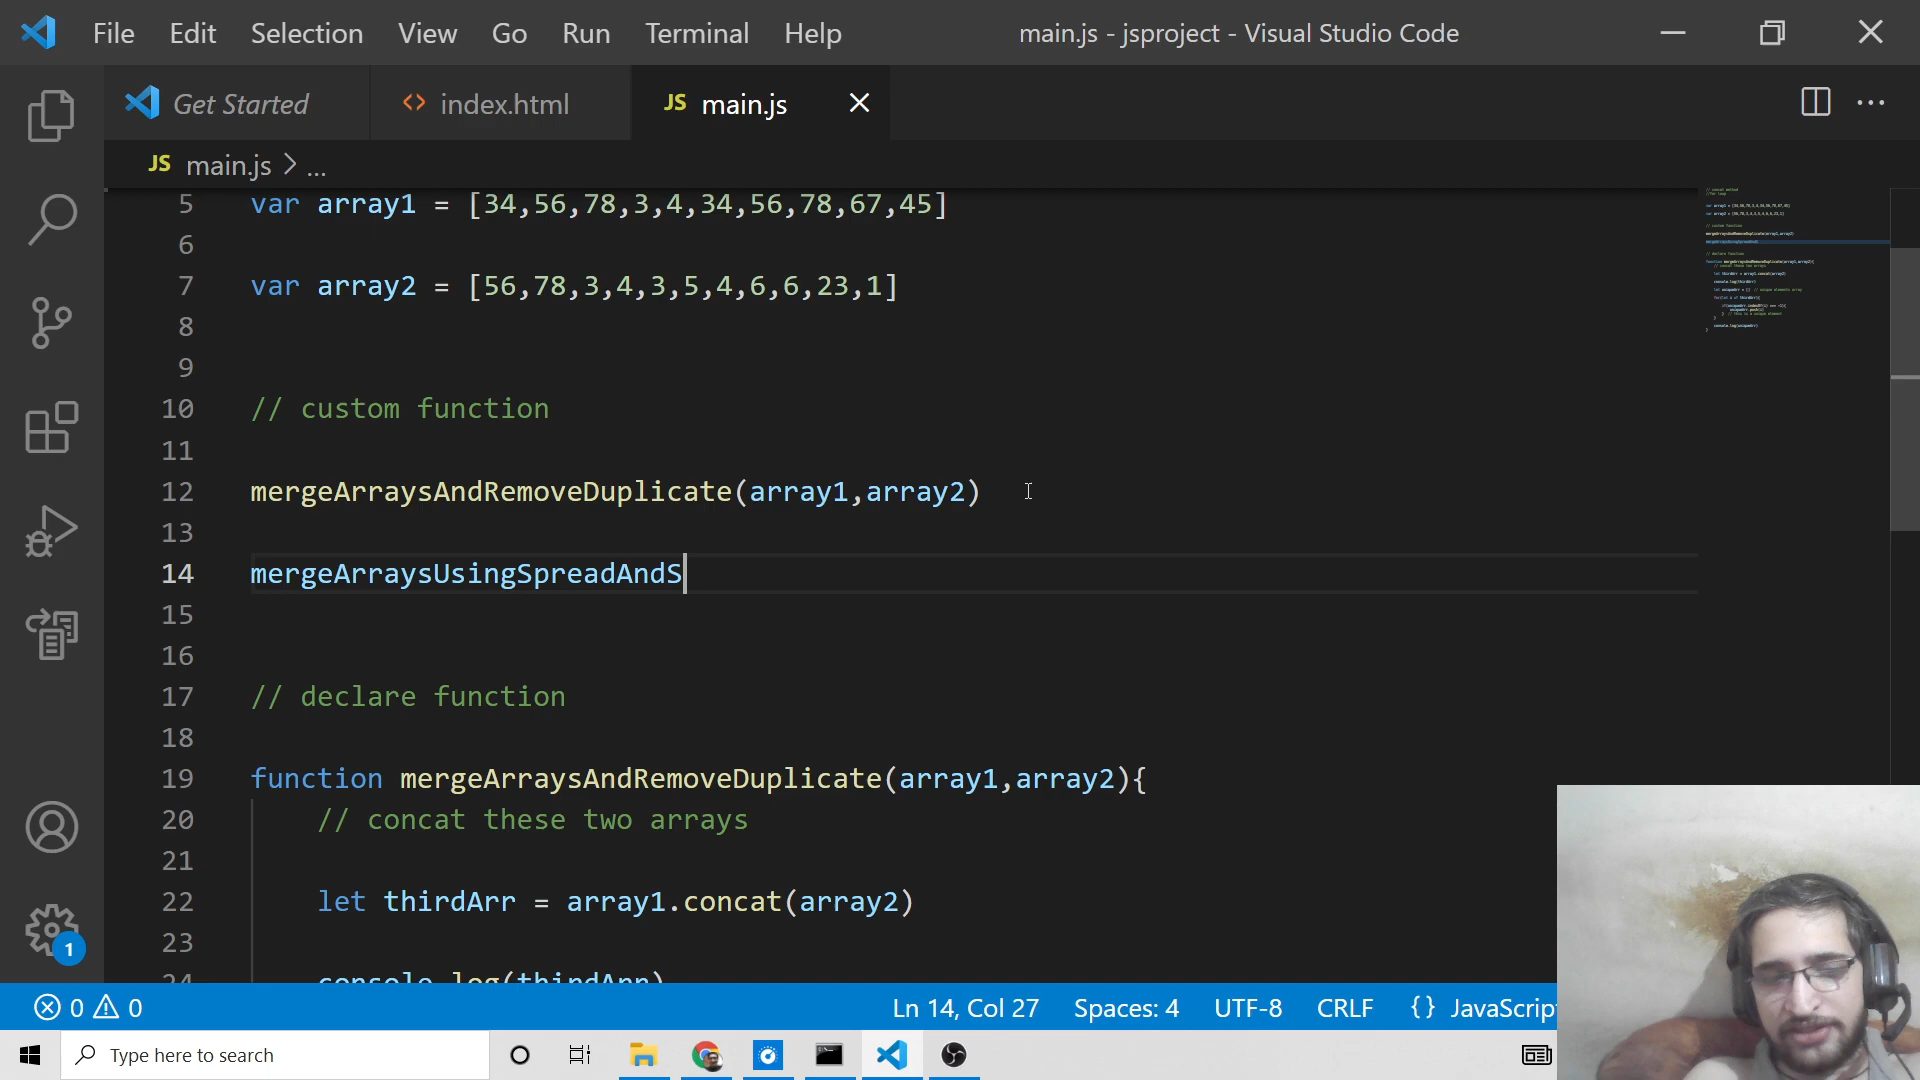 File Edit Selection View Go Run Terminal Help main.js - jsproject - Visual Studio Code
Get Started index.html JS main.js
JS main.js > ...
5 var array1 = [34,56,78,3,4,34,56,78,67,45]
6
7 var array2 = [56,78,3,4,3,5,4,6,6,23,1]
8
9
10 // custom function
11
12 mergeArraysAndRemoveDuplicate(array1,array2)
13
14 mergeArraysUsingSpreadAndS
15
16
17 // declare function
18
19 function mergeArraysAndRemoveDuplicate(array1,array2){
20 // concat these two arrays
21
22 let thirdArr = array1.concat(array2)
23
24 console.log(thirdArr)
1
0 0 Ln 14, Col 27 Spaces: 4 UTF-8 CRLF {} JavaScrip
Type here to search